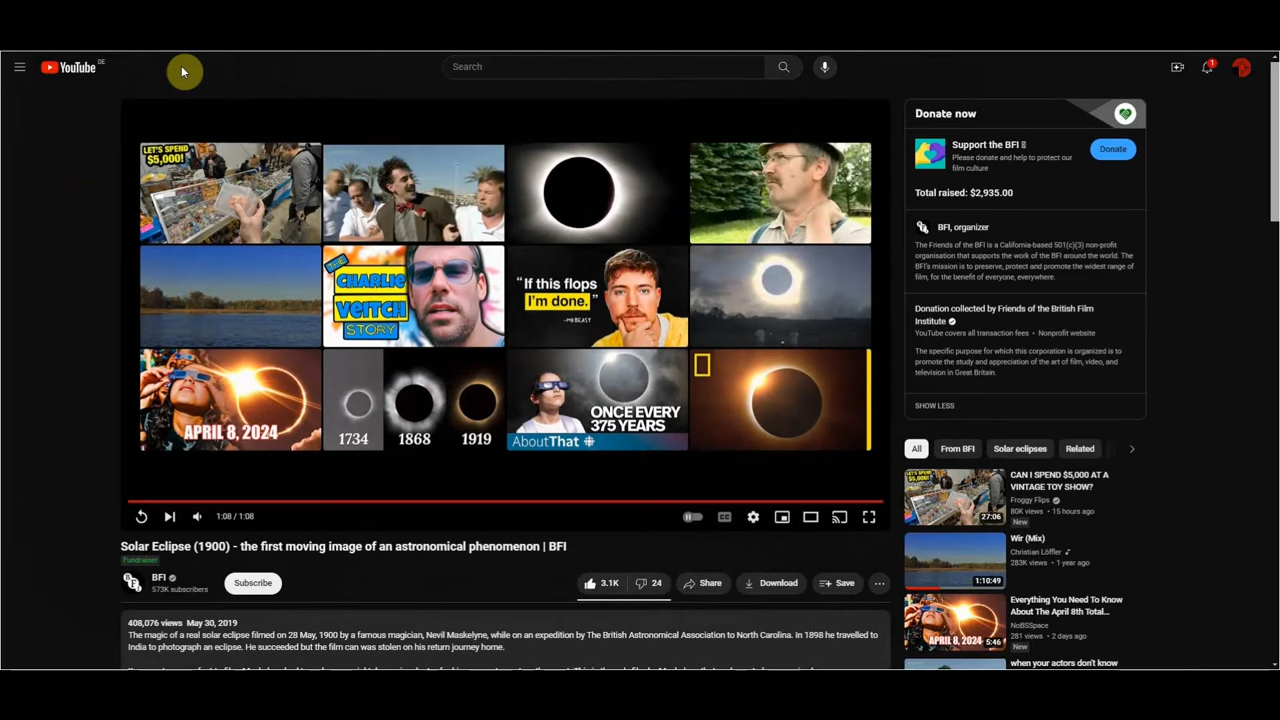 YouTube DE
Search
1
LET'S SPEND
$5,000!
THE
CHARLIE
VEITCH
STORY
"If this flops
I'm done."
-MRBEAST
APRIL 8, 2024
1734
1868
1919
ONCE EVERY
375 YEARS
AboutThat
1:08 / 1:08
CC
Solar Eclipse (1900) - the first moving image of an astronomical phenomenon | BFI
Fundraiser
BFI
573K subscribers
Subscribe
3.1K
24
Share
Download
Save
408,076 views May 30, 2019
The magic of a real solar eclipse filmed on 28 May, 1900 by a famous magician, Nevil Maskelyne, while on an expedition by The British Astronomical Association to North Carolina. In 1898 he travelled to
India to photograph an eclipse. He succeeded but the film can was stolen on his return journey home.
Donate now
Support the BFI
Please donate and help to protect our
film culture
Donate
Total raised: $2,935.00
BFI, organizer
The Friends of the BFI is a California-based 501(c)(3) non-profit
organisation that supports the work of the BFI around the world. The
BFI's mission is to preserve, protect and promote the widest range of
film, for the benefit of everyone, everywhere.
Donation collected by Friends of the British Film
Institute
YouTube covers all transaction fees • Nonprofit website
The specific purpose for which this corporation is organized is to
promote the study and appreciation of the art of film, video, and
television in Great Britain.
SHOW LESS
All
From BFI
Solar eclipses
Related
LET'S SPEND
$5,000!
27:06
CAN I SPEND $5,000 AT A
VINTAGE TOY SHOW?
Froggy Flips
80K views • 15 hours ago
New
1:10:49
Wir (Mix)
Christian Löffler
283K views • 1 year ago
APRIL 8, 2024
5:46
Everything You Need To Know
About The April 8th Total...
NoBSSpace
281 views • 2 days ago
New
when your actors don't know